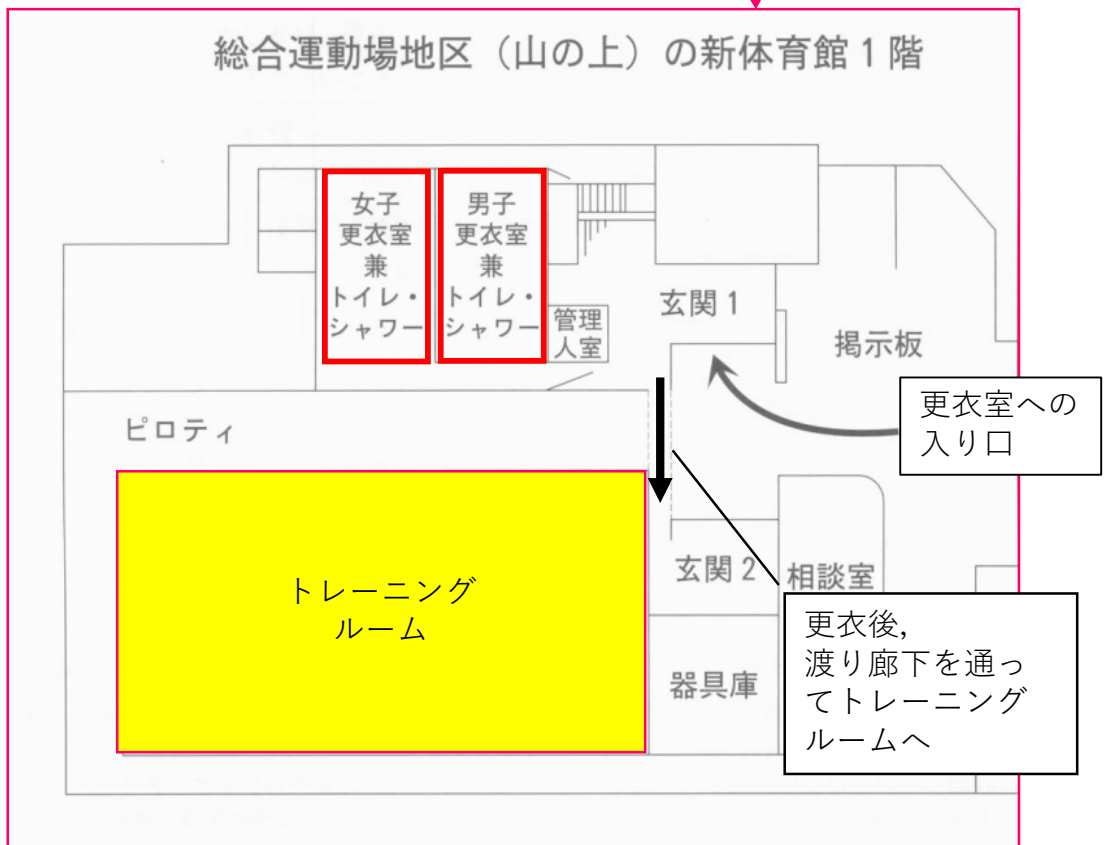 総合運動場地区（山の上）の新体育館1階
女子
更衣室
兼
トイレ・
シャワー
男子
更衣室
兼
トイレ・
シャワー
管理
人室
玄関1
掲示板
更衣室への
入り口
ピロティ
トレーニング
ルーム
玄関2
相談室
更衣後,
渡り廊下を通っ
てトレーニング
ルームへ
器具庫